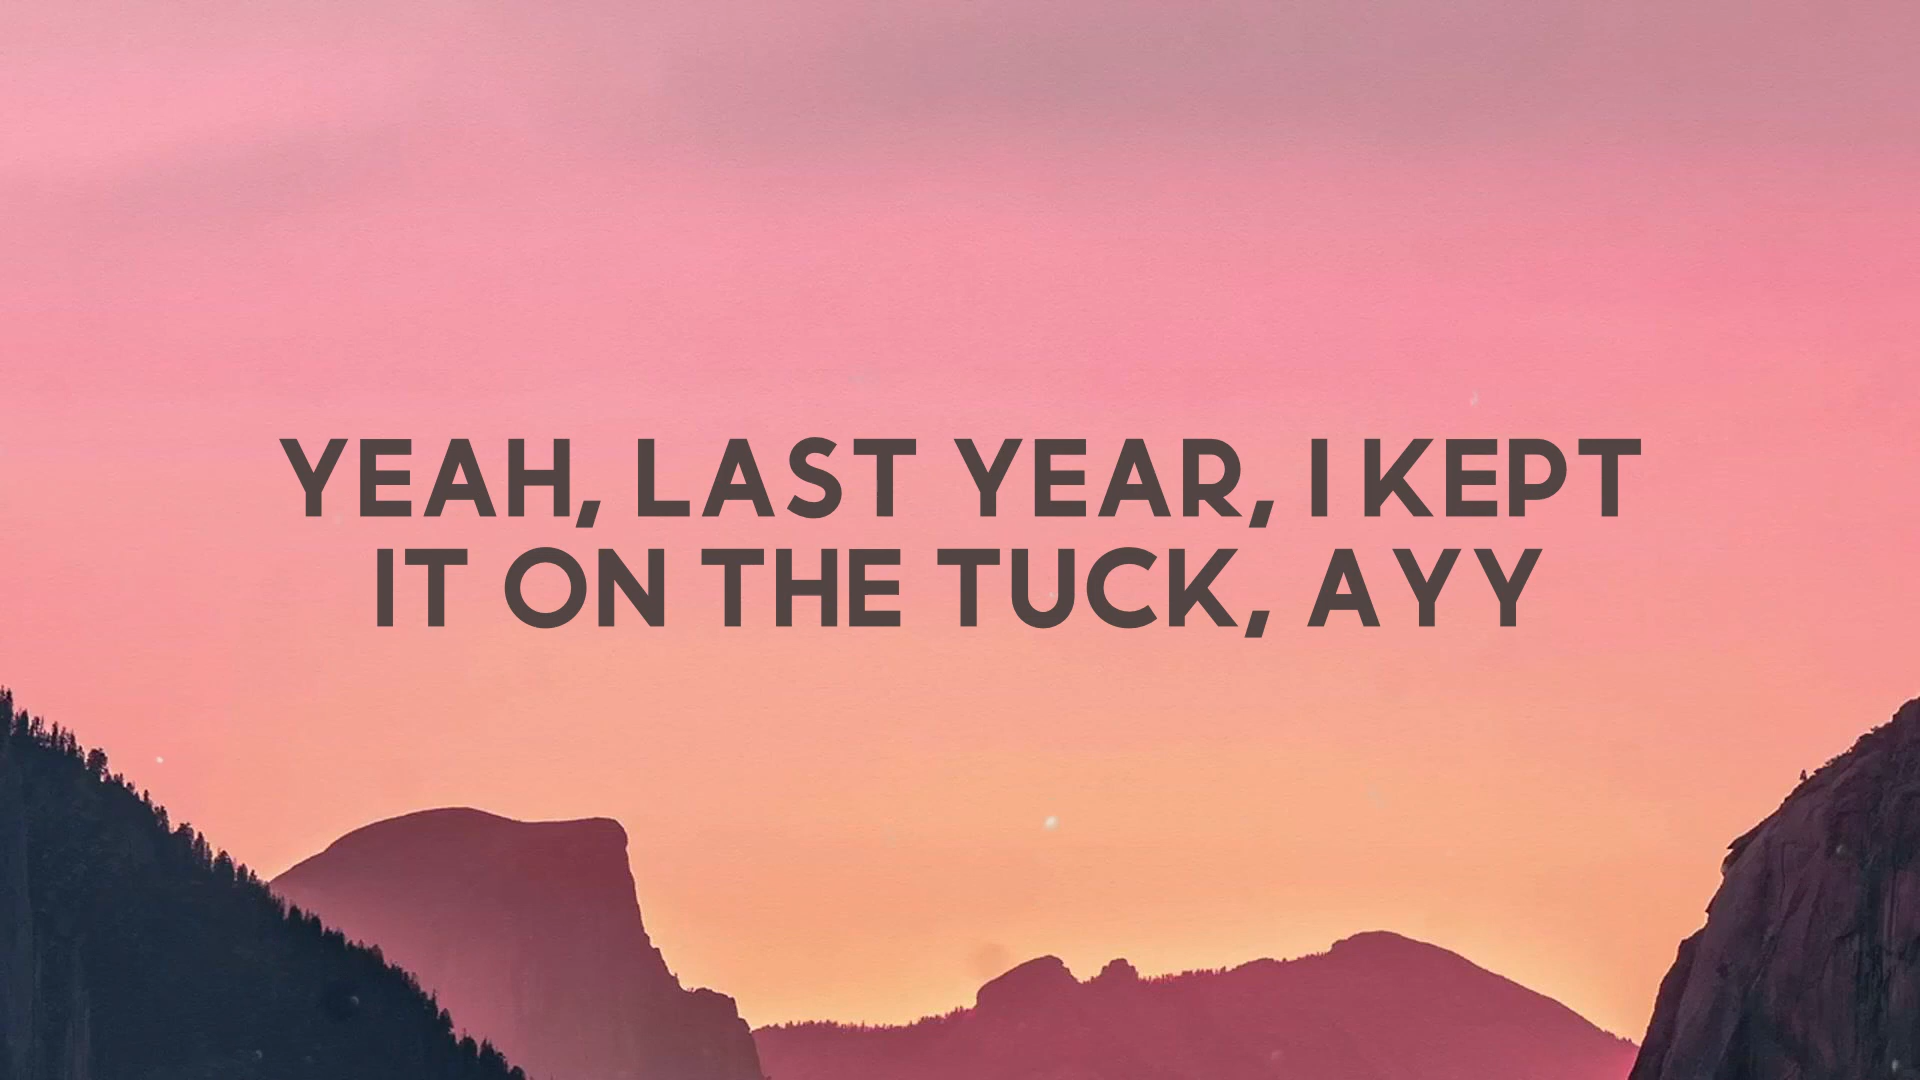 YEAH, LAST YEAR, I KEPT
IT ON THE TUCK, AYY